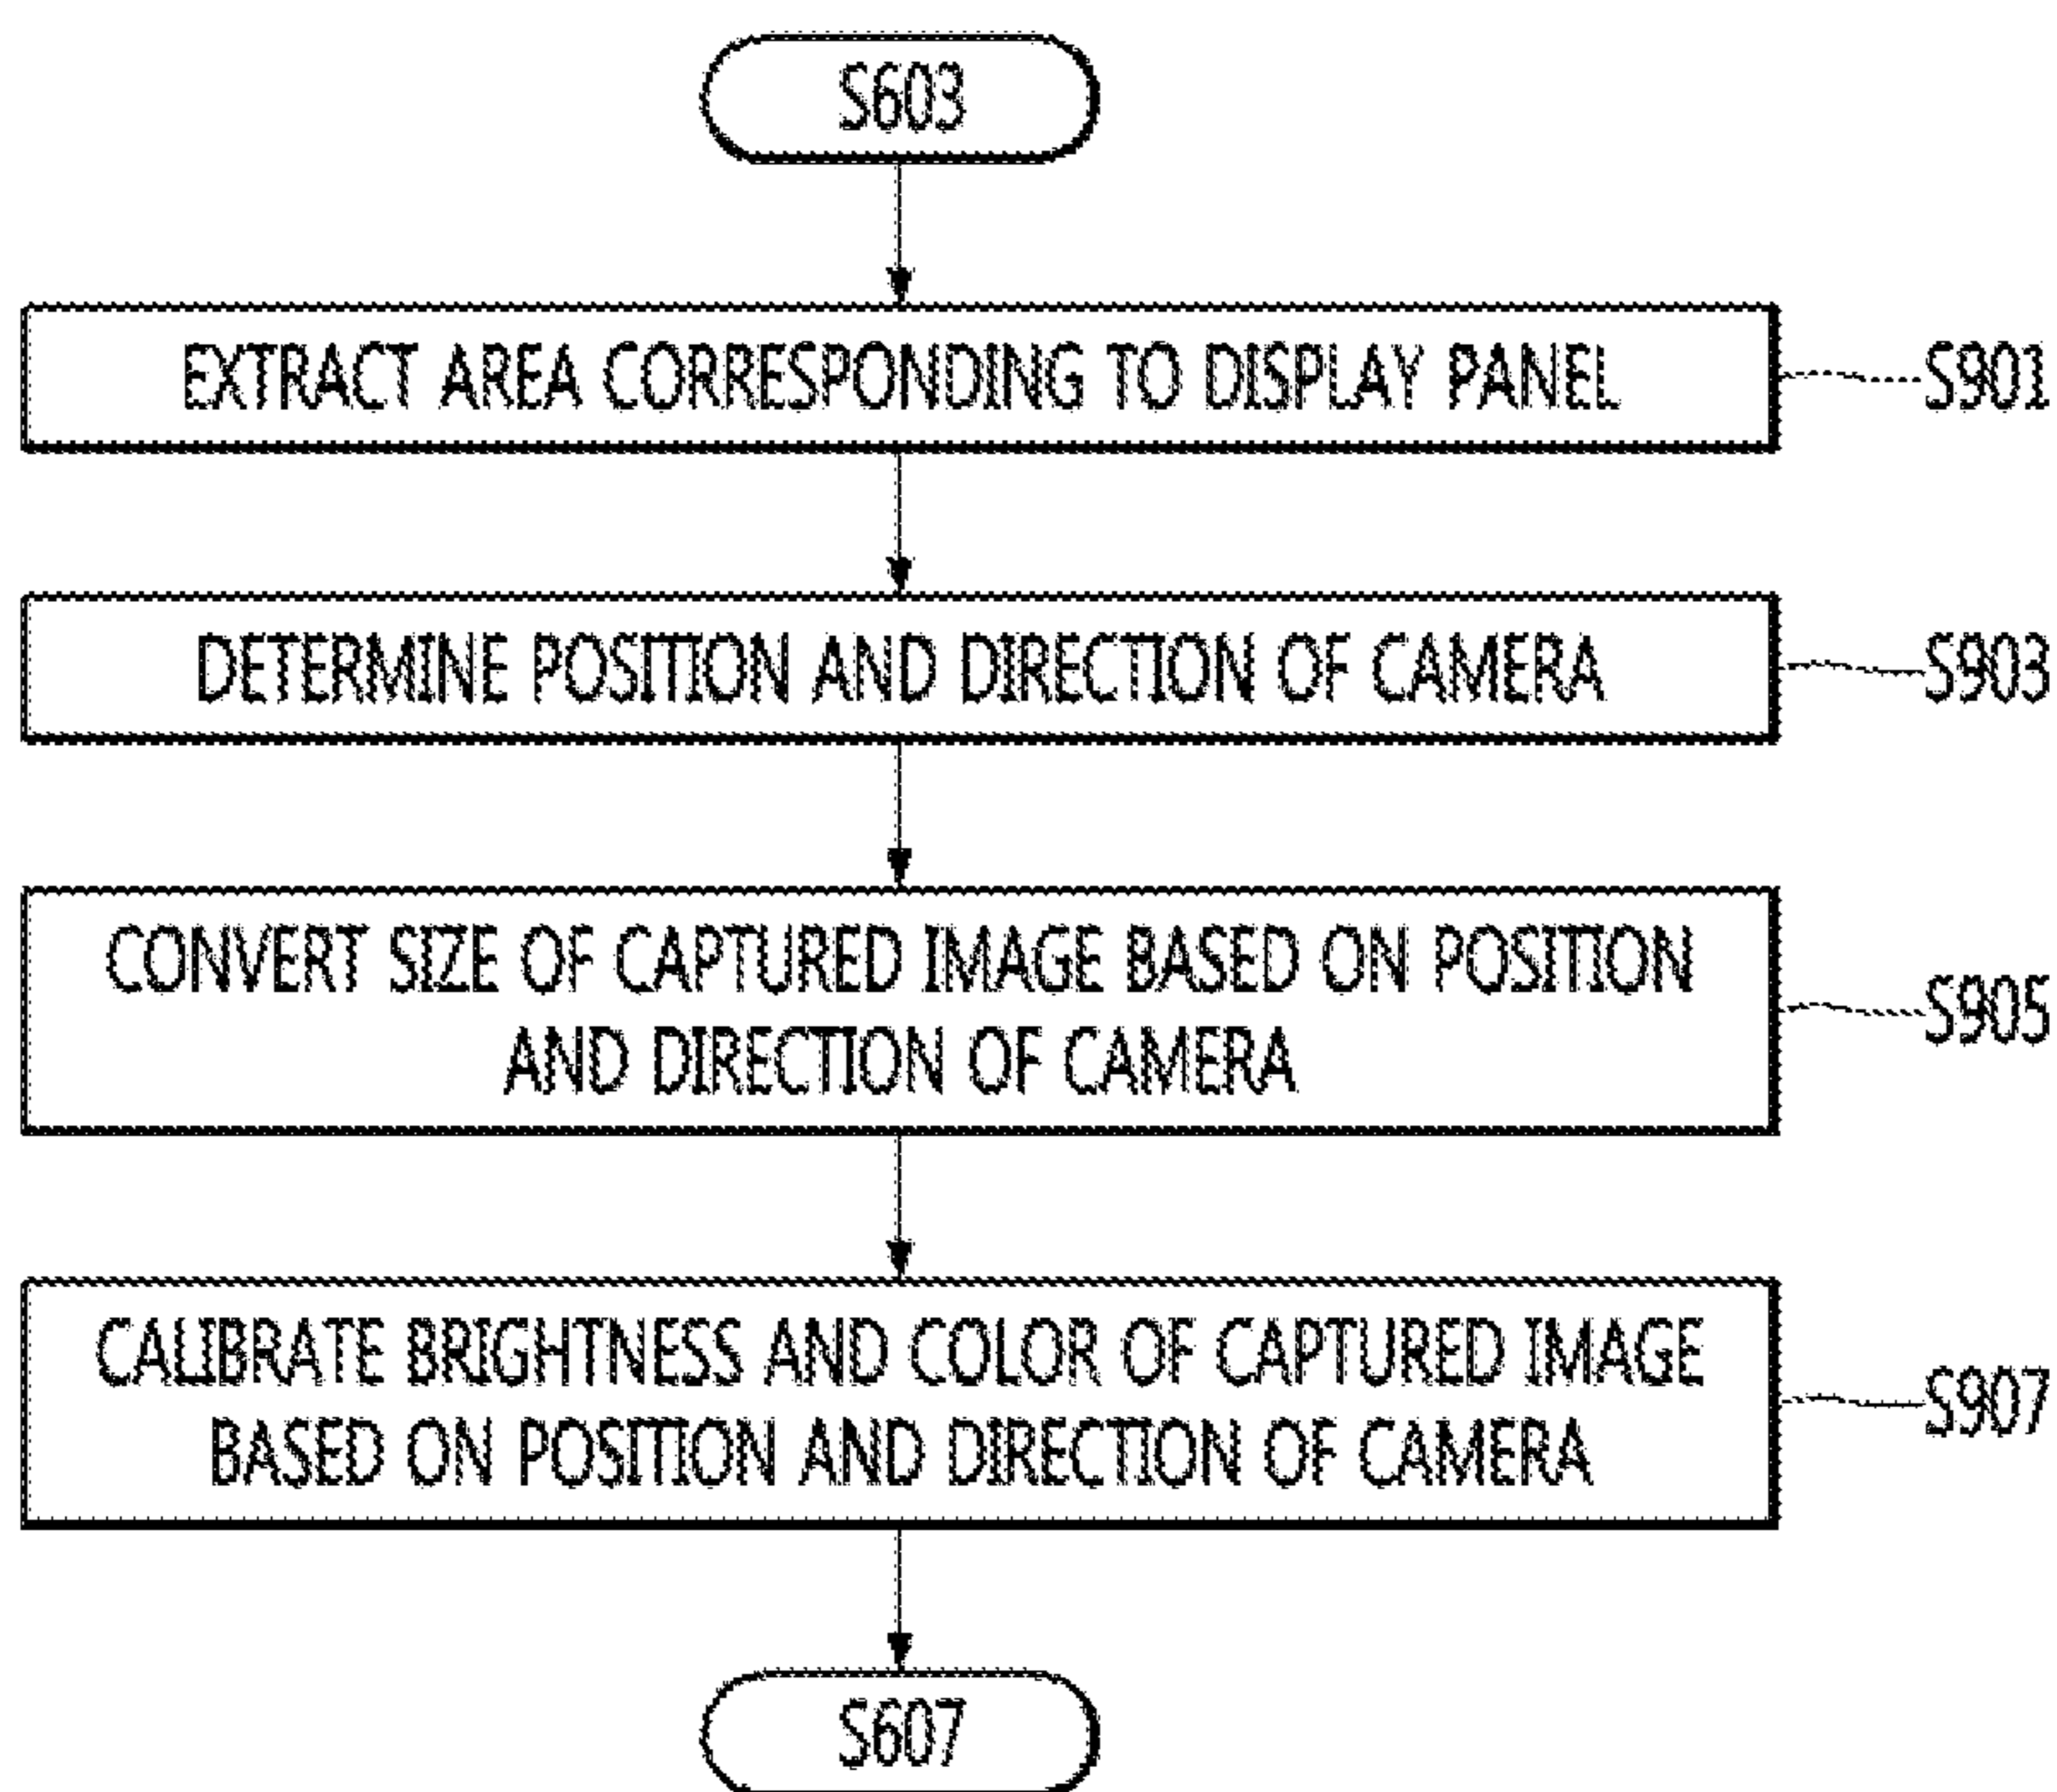 S603
EXTRACT AREA CORRESPONDING TO DISPLAY PANEL
S901
DETERMINE POSITION AND DIRECTION OF CAMERA
S903
CONVERT SIZE OF CAPTURED IMAGE BASED ON POSITION
AND DIRECTION OF CAMERA
S905
CALIBRATE BRIGHTNESS AND COLOR OF CAPTURED IMAGE
BASED ON POSITION AND DIRECTION OF CAMERA
S907
S607